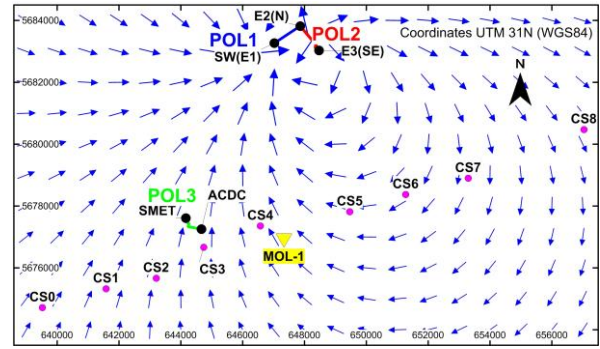 5684000
E2(N)
POL1
POL2
Coordinates UTM 31N (WGS84)
SW(E1)
E3(SE)
N
5682000
CS8
5680000
CS7
CS6
POL3
ACDC
SMET
CS5
5678000
CS4
MOL-1
CS3
CS2
5676000
CS1
CS0
640000 642000 644000 646000 648000 650000 652000 654000 656000